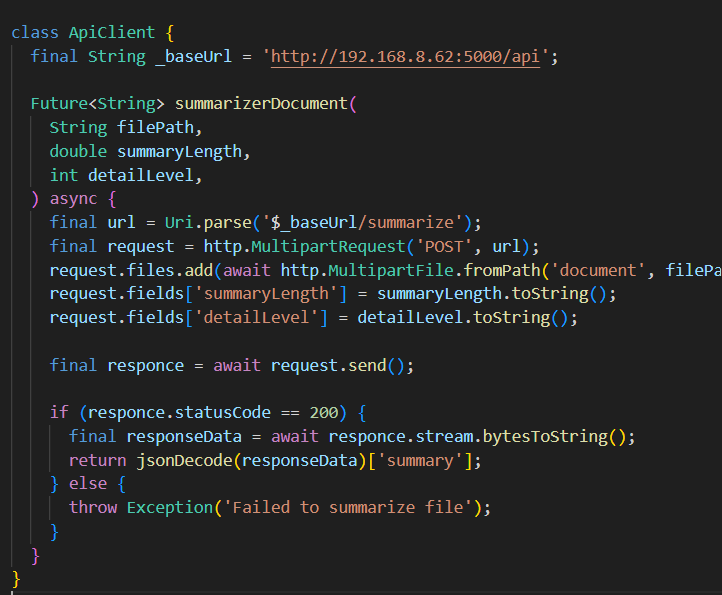 class ApiClient {
final String _baseUrl = 'http://192.168.8.62:5000/api';
Future<String> summarizerDocument(
String filePath,
double summaryLength,
int detailLevel,
) async {
final url = Uri.parse('$_baseUrl/summarize');
final request = http.MultipartRequest('POST', url);
request.files.add(await http.MultipartFile.fromPath('document', filePa
request.fields['summaryLength'] = summaryLength.toString();
request.fields['detailLevel'] = detailLevel.toString();
final responce = await request.send();
if (responce.statusCode == 200) {
final responseData = await responce.stream.bytesToString();
return jsonDecode(responseData)['summary'];
} else {
throw Exception('Failed to summarize file');
}
}
}